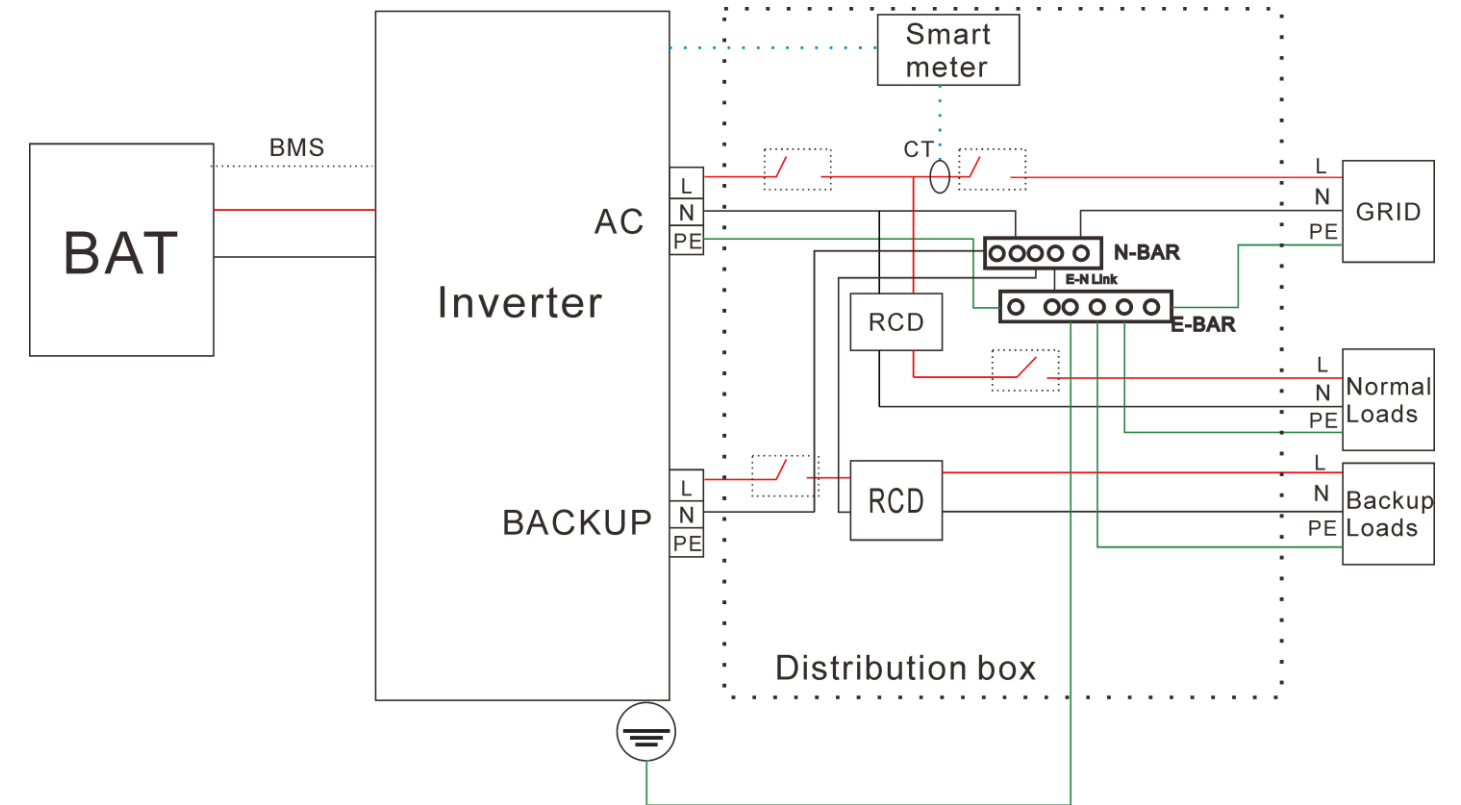 Smart
meter
BMS
CT
L
N
PE
AC
L
N
PE
GRID
BAT
Inverter
N-BAR
E-N Link
E-BAR
RCD
L
N
PE
Normal
Loads
BACKUP
L
N
PE
RCD
L
N
PE
Backup
Loads
Distribution box